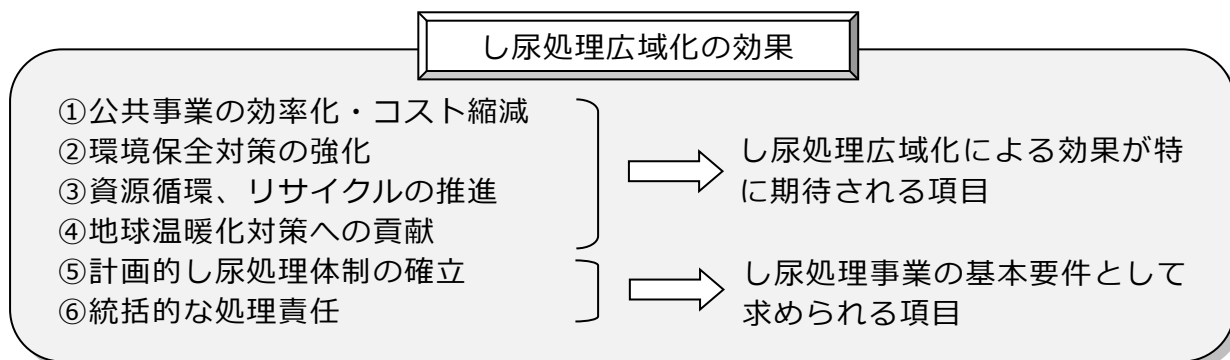 し尿処理広域化の効果
①公共事業の効率化・コスト縮減
②環境保全対策の強化
③資源循環、リサイクルの推進
④地球温暖化対策への貢献
し尿処理広域化による効果が特
に期待される項目
⑤計画的し尿処理体制の確立
⑥統括的な処理責任
し尿処理事業の基本要件として
求められる項目